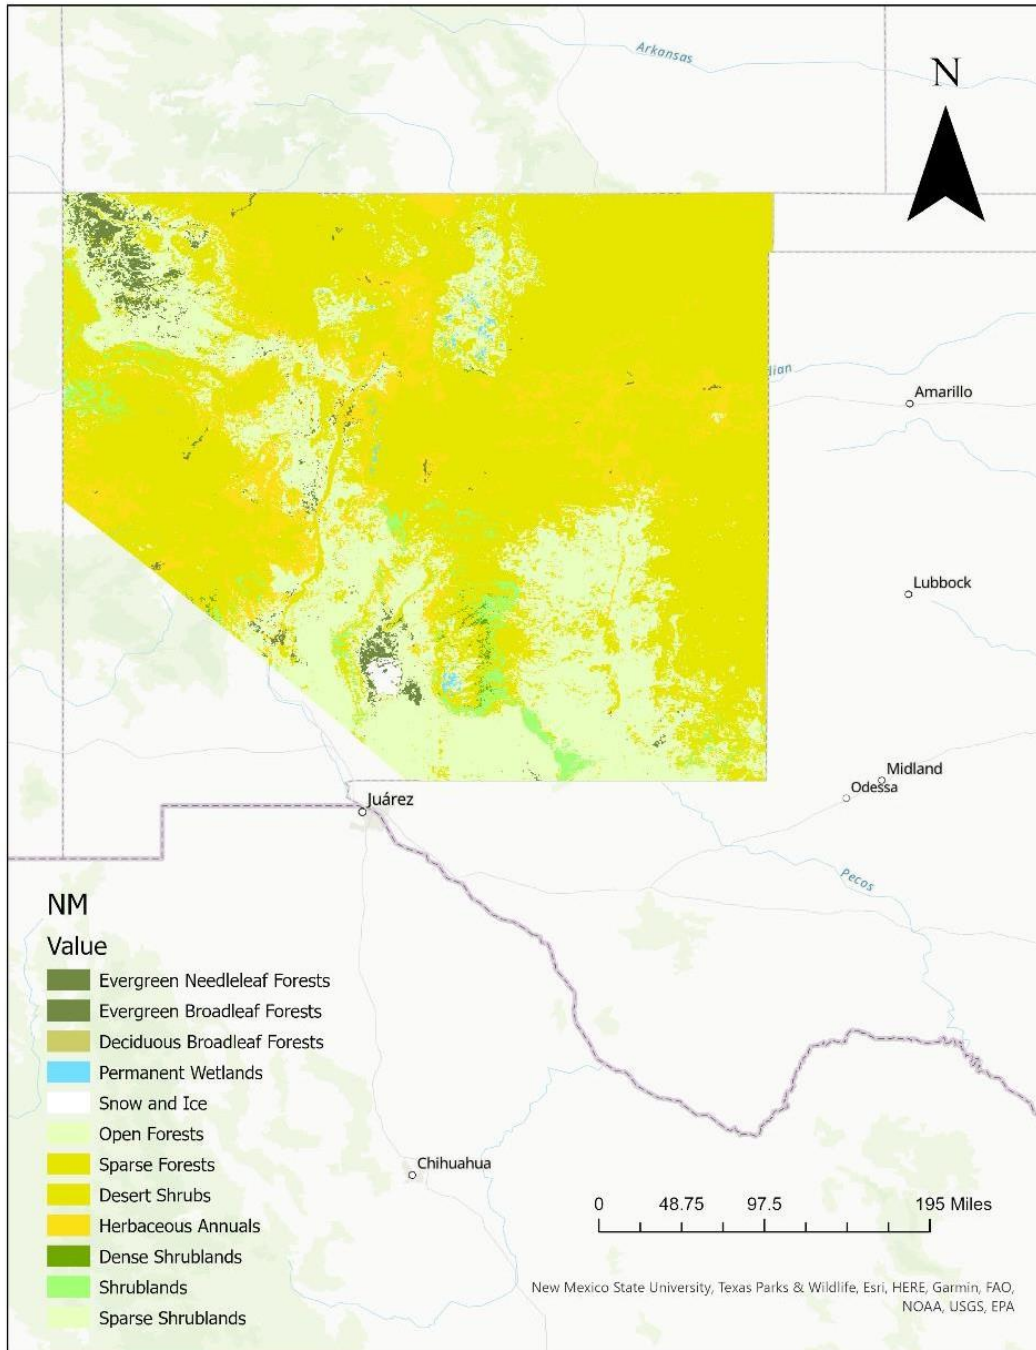 Arkansas
N
dian
Amarillo
Lubbock
Midland
Odessa
Juárez
Pecos
NM
Value
Evergreen Needleleaf Forests
Evergreen Broadleaf Forests
Deciduous Broadleaf Forests
Permanent Wetlands
Snow and Ice
Open Forests
Sparse Forests
Desert Shrubs
Herbaceous Annuals
Dense Shrublands
Shrublands
Sparse Shrublands
Chihuahua
0 48.75 97.5 195 Miles
New Mexico State University, Texas Parks & Wildlife, Esri, HERE, Garmin, FAO,
NOAA, USGS, EPA